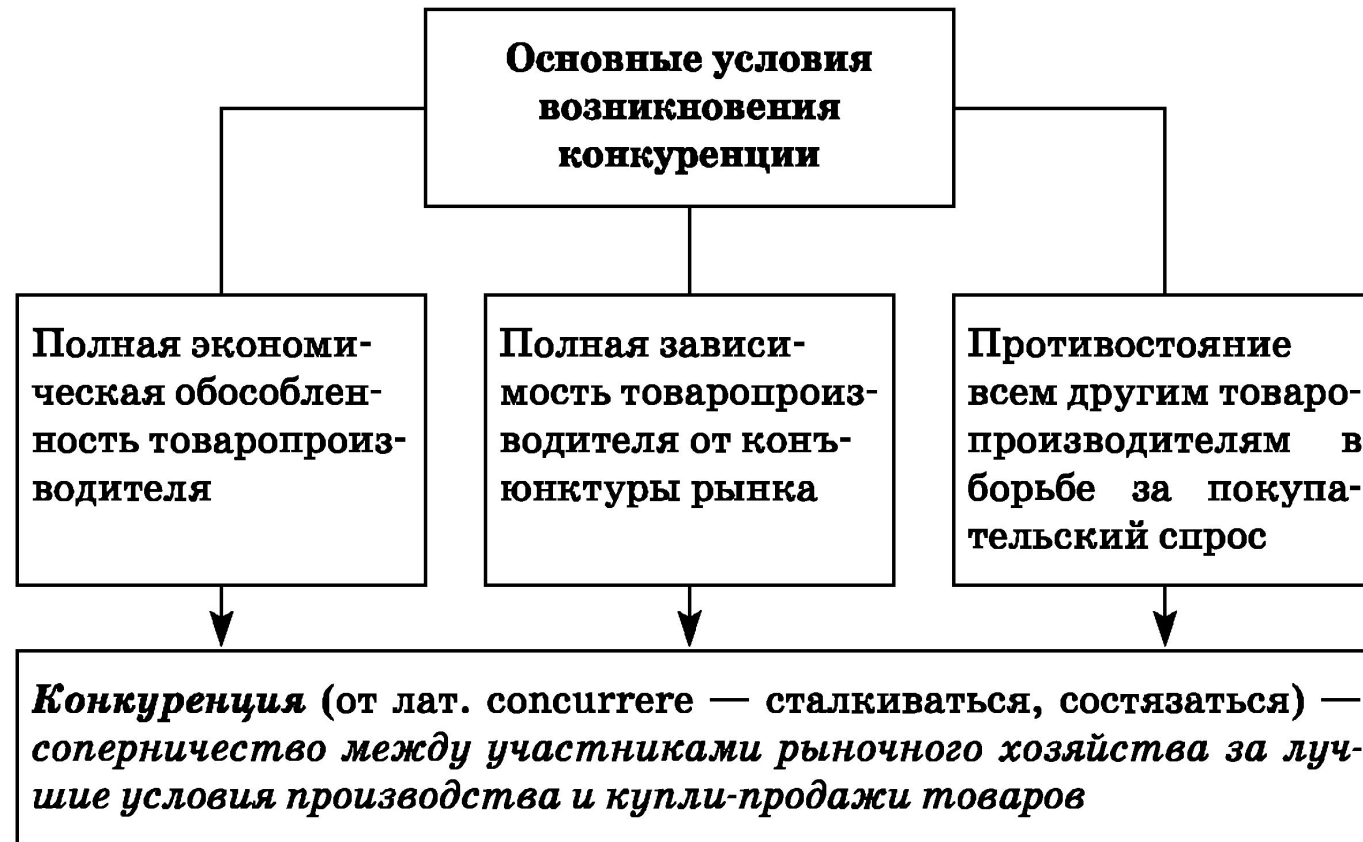 Основные условия
возникновения
конкуренции
Полная экономи-
ческая обособлен-
ность товаропроиз-
водителя
Полная зависи-
мость товаропроиз-
водителя от конъ-
юнктуры рынка
Противостояние
всем другим товаро-
производителям в
борьбе за покупа-
тельский спрос
Конкуренция (от лат. concurrere — сталкиваться, состязаться) —
соперничество между участниками рыночного хозяйства за луч-
шие условия производства и купли-продажи товаров